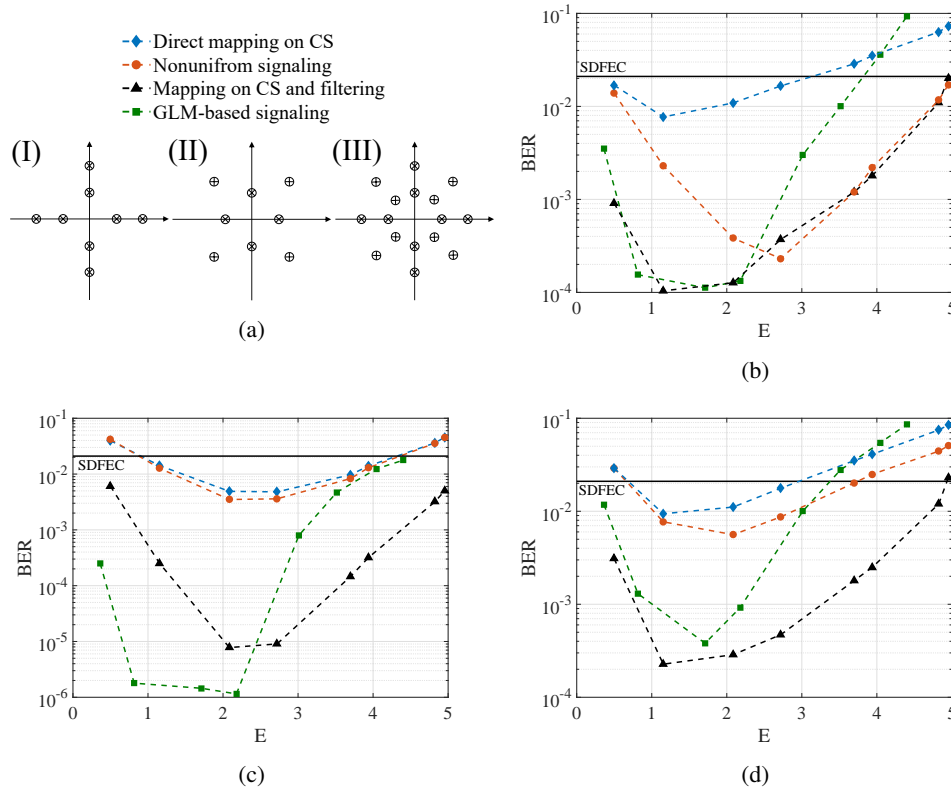 Direct mapping on CS
Nonunifrom signaling
Mapping on CS and filtering
GLM-based signaling
(I)
(II)
(III)
(a)
10^-1
10^-2
10^-3
10^-4
BER
SDFEC
0 1 2 3 4 5
E
(b)
10^-1
10^-2
10^-3
10^-4
10^-5
10^-6
BER
SDFEC
0 1 2 3 4 5
E
(c)
10^-1
10^-2
10^-3
10^-4
BER
SDFEC
0 1 2 3 4 5
E
(d)